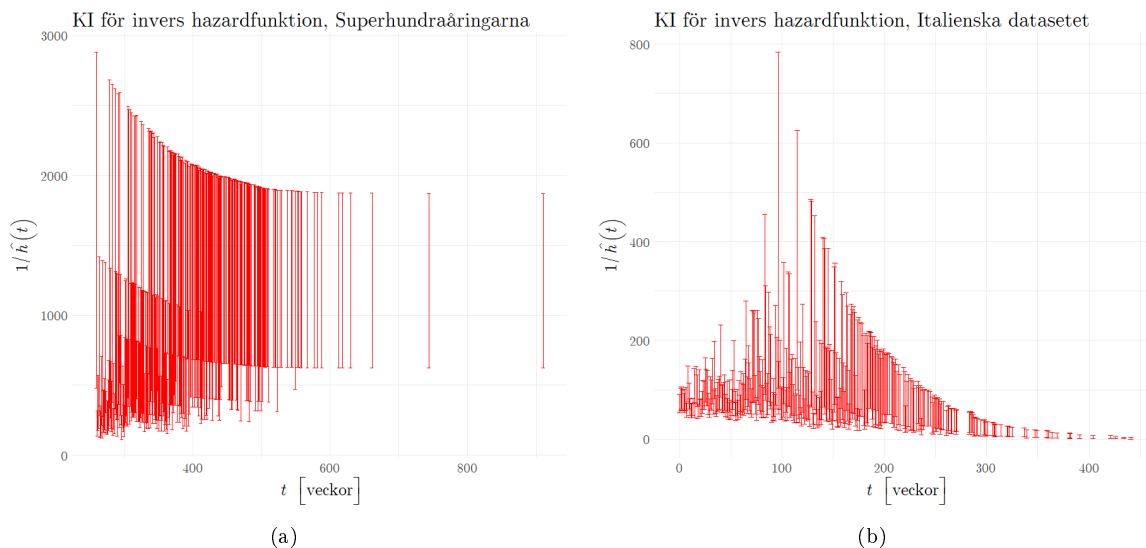 KI för invers hazardfunktion, Superhundraåringarna
3000
2000
1000
0
1/ĥ(t)
400
600
800
t [veckor]
(a)
KI för invers hazardfunktion, Italienska datasetet
800
600
400
200
0
1/ĥ(t)
0
100
200
300
400
t [veckor]
(b)